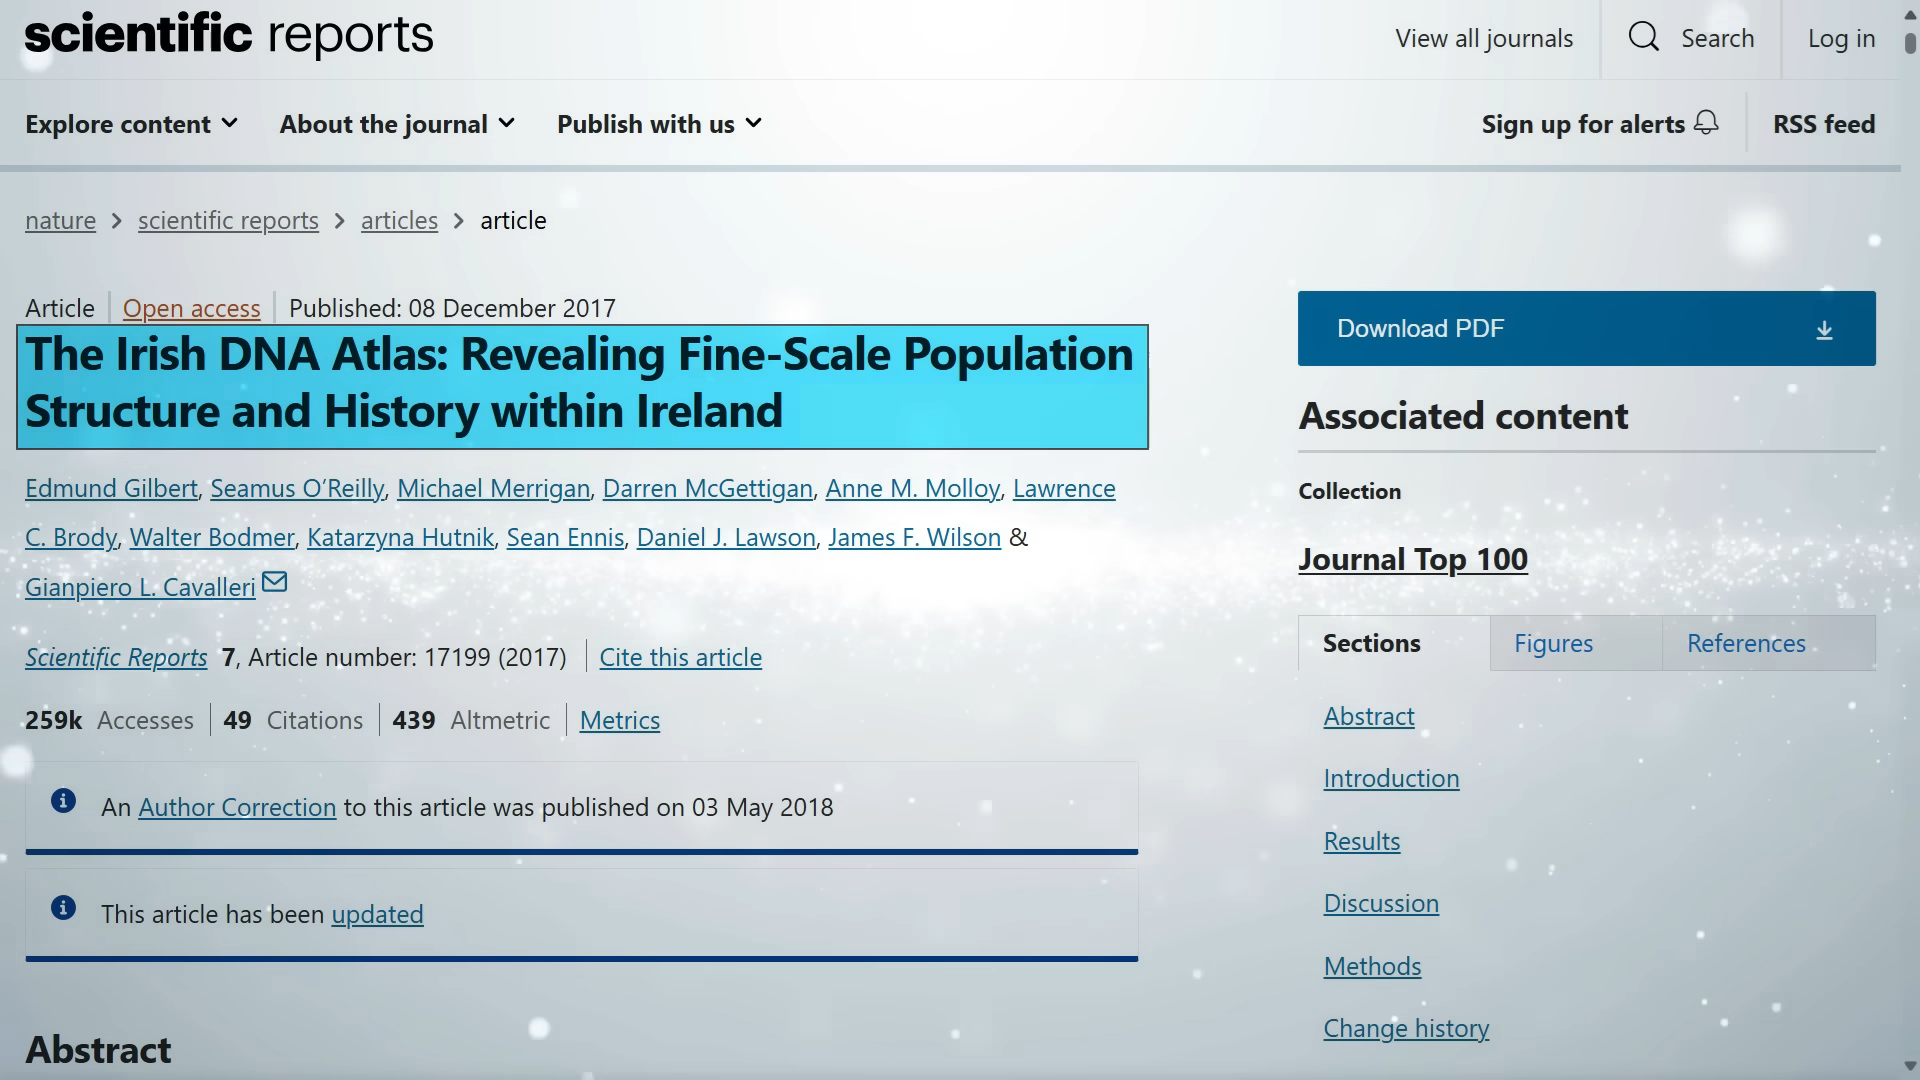 scientific reports
View all journals
Search
Log in
Explore content
About the journal
Publish with us
Sign up for alerts
RSS feed
nature > scientific reports > articles > article
Article
Open access
Published: 08 December 2017
The Irish DNA Atlas: Revealing Fine-Scale Population
Structure and History within Ireland
Edmund Gilbert, Seamus O’Reilly, Michael Merrigan, Darren McGettigan, Anne M. Molloy, Lawrence
C. Brody, Walter Bodmer, Katarzyna Hutnik, Sean Ennis, Daniel J. Lawson, James F. Wilson &
Gianpiero L. Cavalleri
Scientific Reports 7, Article number: 17199 (2017)
Cite this article
259k Accesses
49 Citations
439 Altmetric
Metrics
An Author Correction to this article was published on 03 May 2018
This article has been updated
Abstract
Download PDF
Associated content
Collection
Journal Top 100
Sections
Figures
References
Abstract
Introduction
Results
Discussion
Methods
Change history